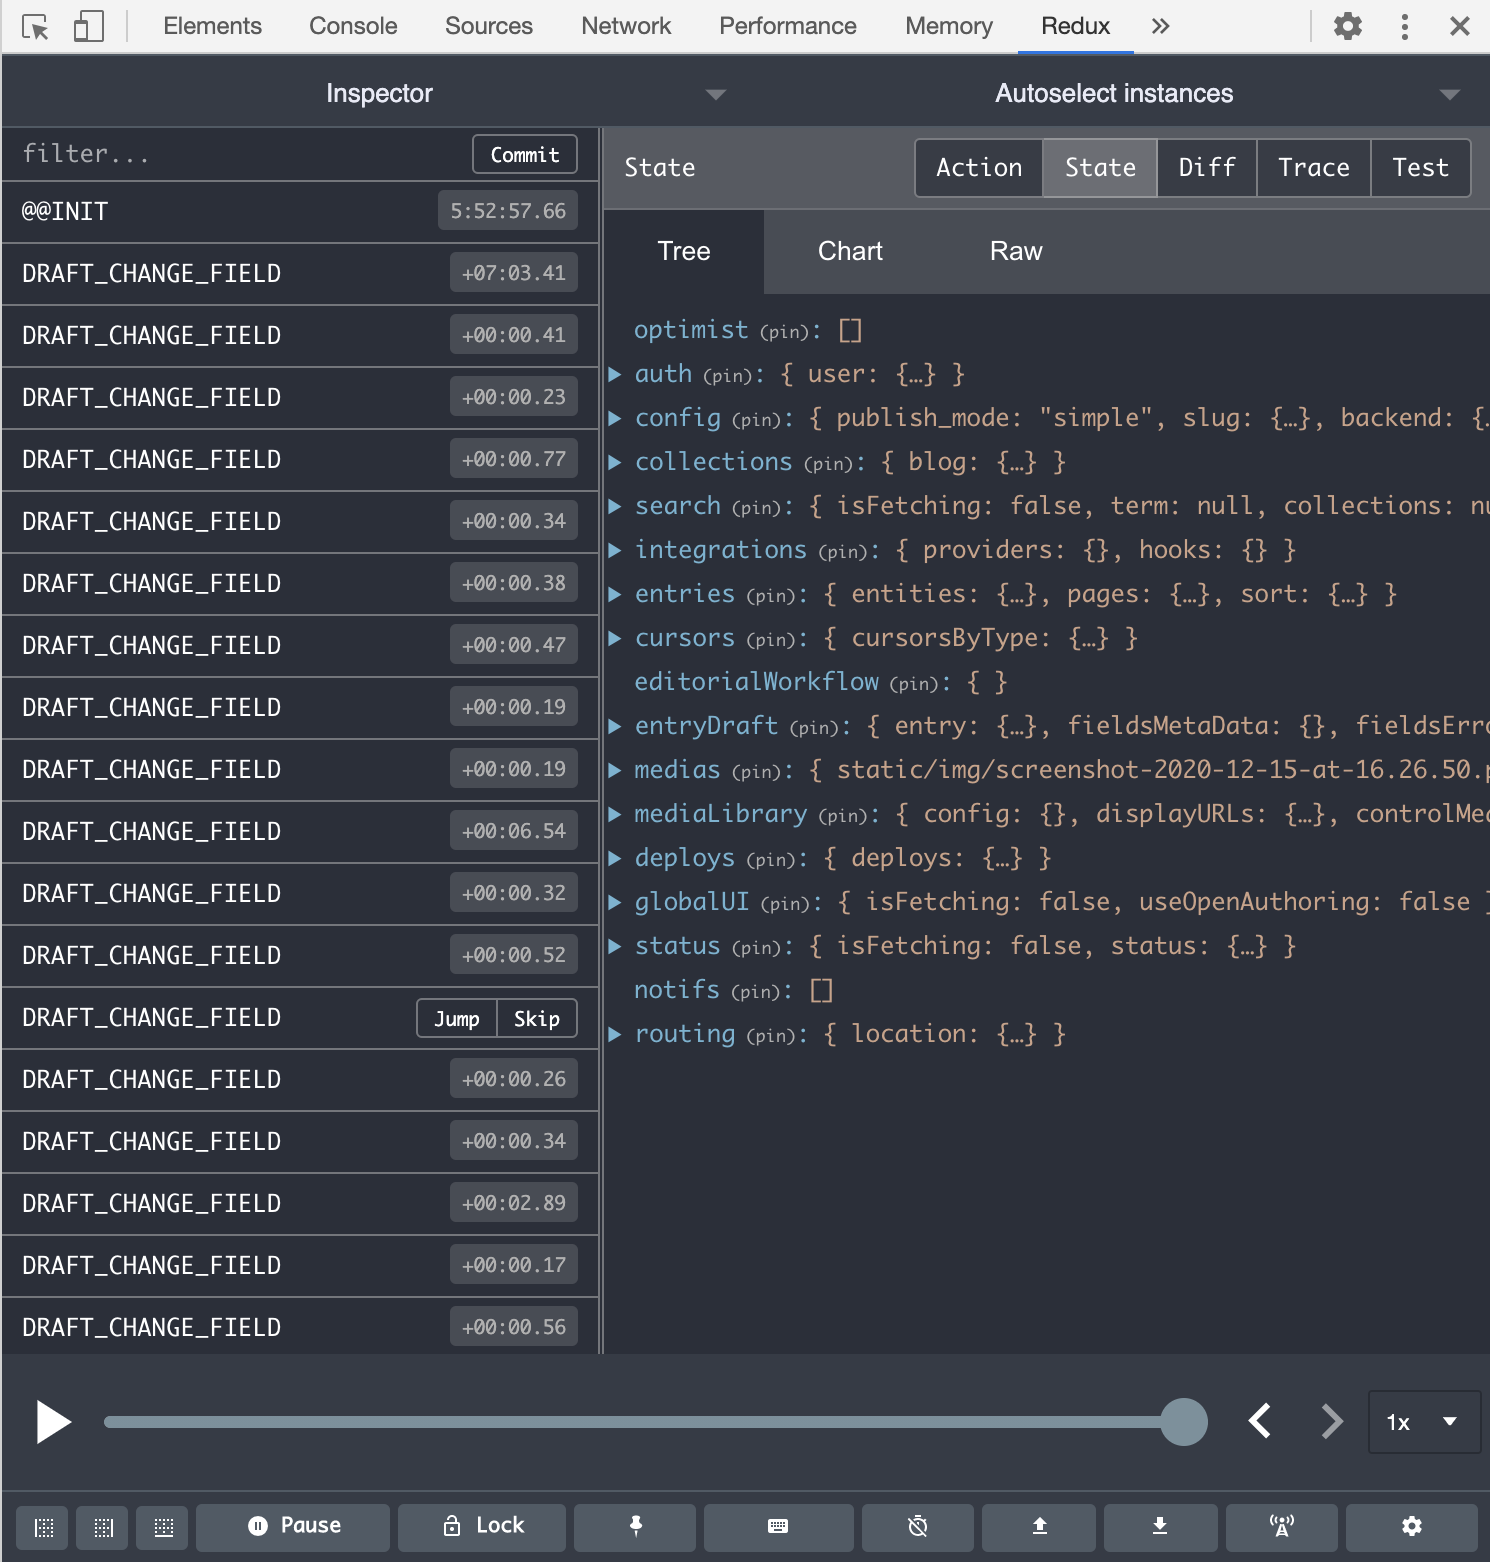 Elements Console Sources Network Performance Memory Redux »
Inspector Autoselect instances
filter... Commit
State Action State Diff Trace Test
@@INIT 5:52:57.66
Tree Chart Raw
DRAFT_CHANGE_FIELD +07:03.41
DRAFT_CHANGE_FIELD +00:00.41
DRAFT_CHANGE_FIELD +00:00.23
DRAFT_CHANGE_FIELD +00:00.77
DRAFT_CHANGE_FIELD +00:00.34
DRAFT_CHANGE_FIELD +00:00.38
DRAFT_CHANGE_FIELD +00:00.47
DRAFT_CHANGE_FIELD +00:00.19
DRAFT_CHANGE_FIELD +00:00.19
DRAFT_CHANGE_FIELD +00:06.54
DRAFT_CHANGE_FIELD +00:00.32
DRAFT_CHANGE_FIELD +00:00.52
DRAFT_CHANGE_FIELD Jump Skip
DRAFT_CHANGE_FIELD +00:00.26
DRAFT_CHANGE_FIELD +00:00.34
DRAFT_CHANGE_FIELD +00:02.89
DRAFT_CHANGE_FIELD +00:00.17
DRAFT_CHANGE_FIELD +00:00.56
optimist (pin): []
auth (pin): { user: {…} }
config (pin): { publish_mode: "simple", slug: {…}, backend: {…
collections (pin): { blog: {…} }
search (pin): { isFetching: false, term: null, collections: nu
integrations (pin): { providers: {}, hooks: {} }
entries (pin): { entities: {…}, pages: {…}, sort: {…} }
cursors (pin): { cursorsByType: {…} }
editorialWorkflow (pin): { }
entryDraft (pin): { entry: {…}, fieldsMetaData: {}, fieldsErro
medias (pin): { static/img/screenshot-2020-12-15-at-16.26.50.p
mediaLibrary (pin): { config: {}, displayURLs: {…}, controlMed
deploys (pin): { deploys: {…} }
globalUI (pin): { isFetching: false, useOpenAuthoring: false }
status (pin): { isFetching: false, status: {…} }
notifs (pin): []
routing (pin): { location: {…} }
1x
Pause Lock